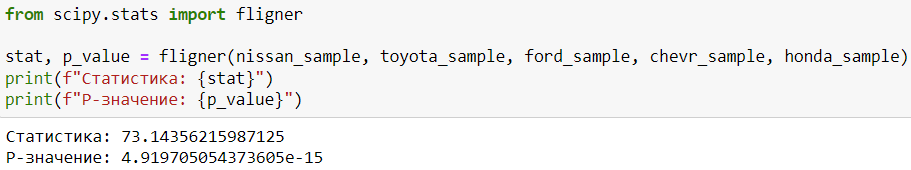 from scipy.stats import fligner
stat, p_value = fligner(nissan_sample, toyota_sample, ford_sample, chevr_sample, honda_sample)
print(f"Статистика: {stat}")
print(f"P-значение: {p_value}")
Статистика: 73.14356215987125
P-значение: 4.919705054373605e-15